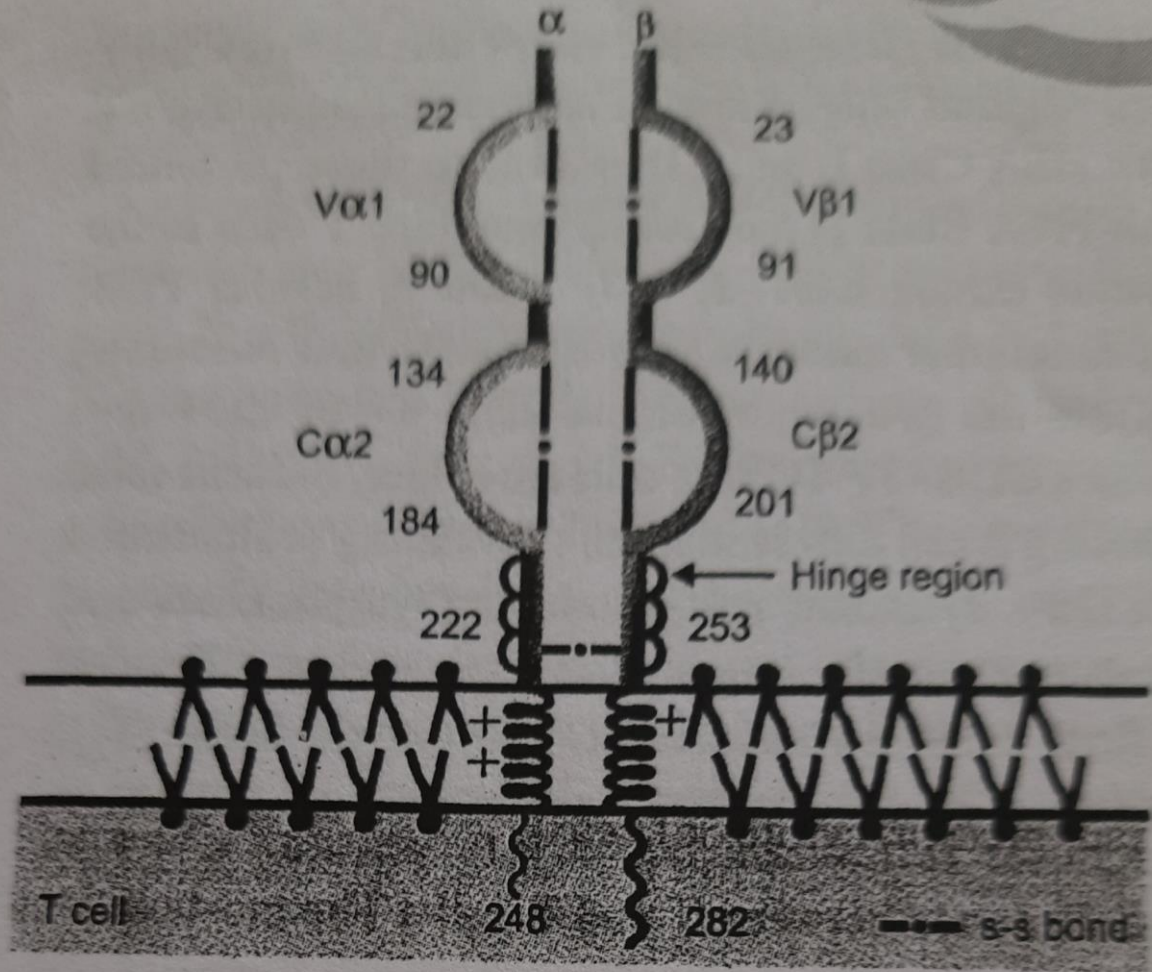 α β
22 23
Vα1 Vβ1
90 91
134 140
Cα2 Cβ2
184 201
Hinge region
222 253
+ +
+
T cell 248 282 s-s bond